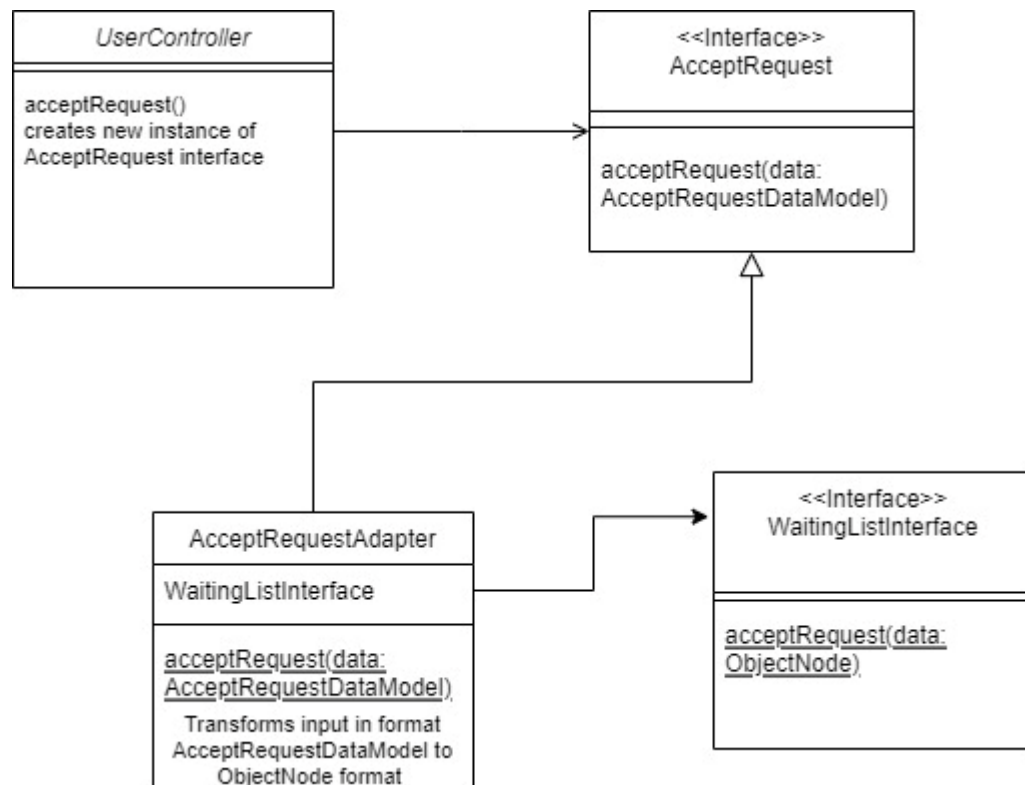 UserController
acceptRequest()
creates new instance of
AcceptRequest interface
<<Interface>>
AcceptRequest
acceptRequest(data:
AcceptRequestDataModel)
AcceptRequestAdapter
WaitingListInterface
acceptRequest(data:
AcceptRequestDataModel)
Transforms input in format
AcceptRequestDataModel to
ObjectNode format
<<Interface>>
WaitingListInterface
acceptRequest(data:
ObjectNode)